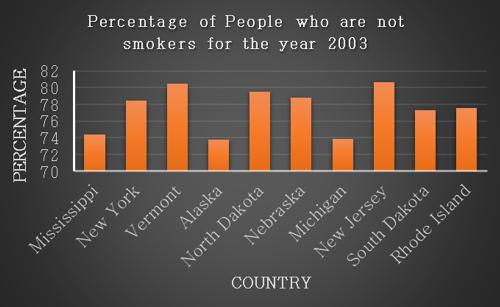 Percentage of People who are not
smokers for the year 2003
PERCENTAGE
82
80
78
76
74
72
70
Mississippi
New York
Vermont
Alaska
North Dakota
Nebraska
Michigan
New Jersey
South Dakota
Rhode Island
COUNTRY